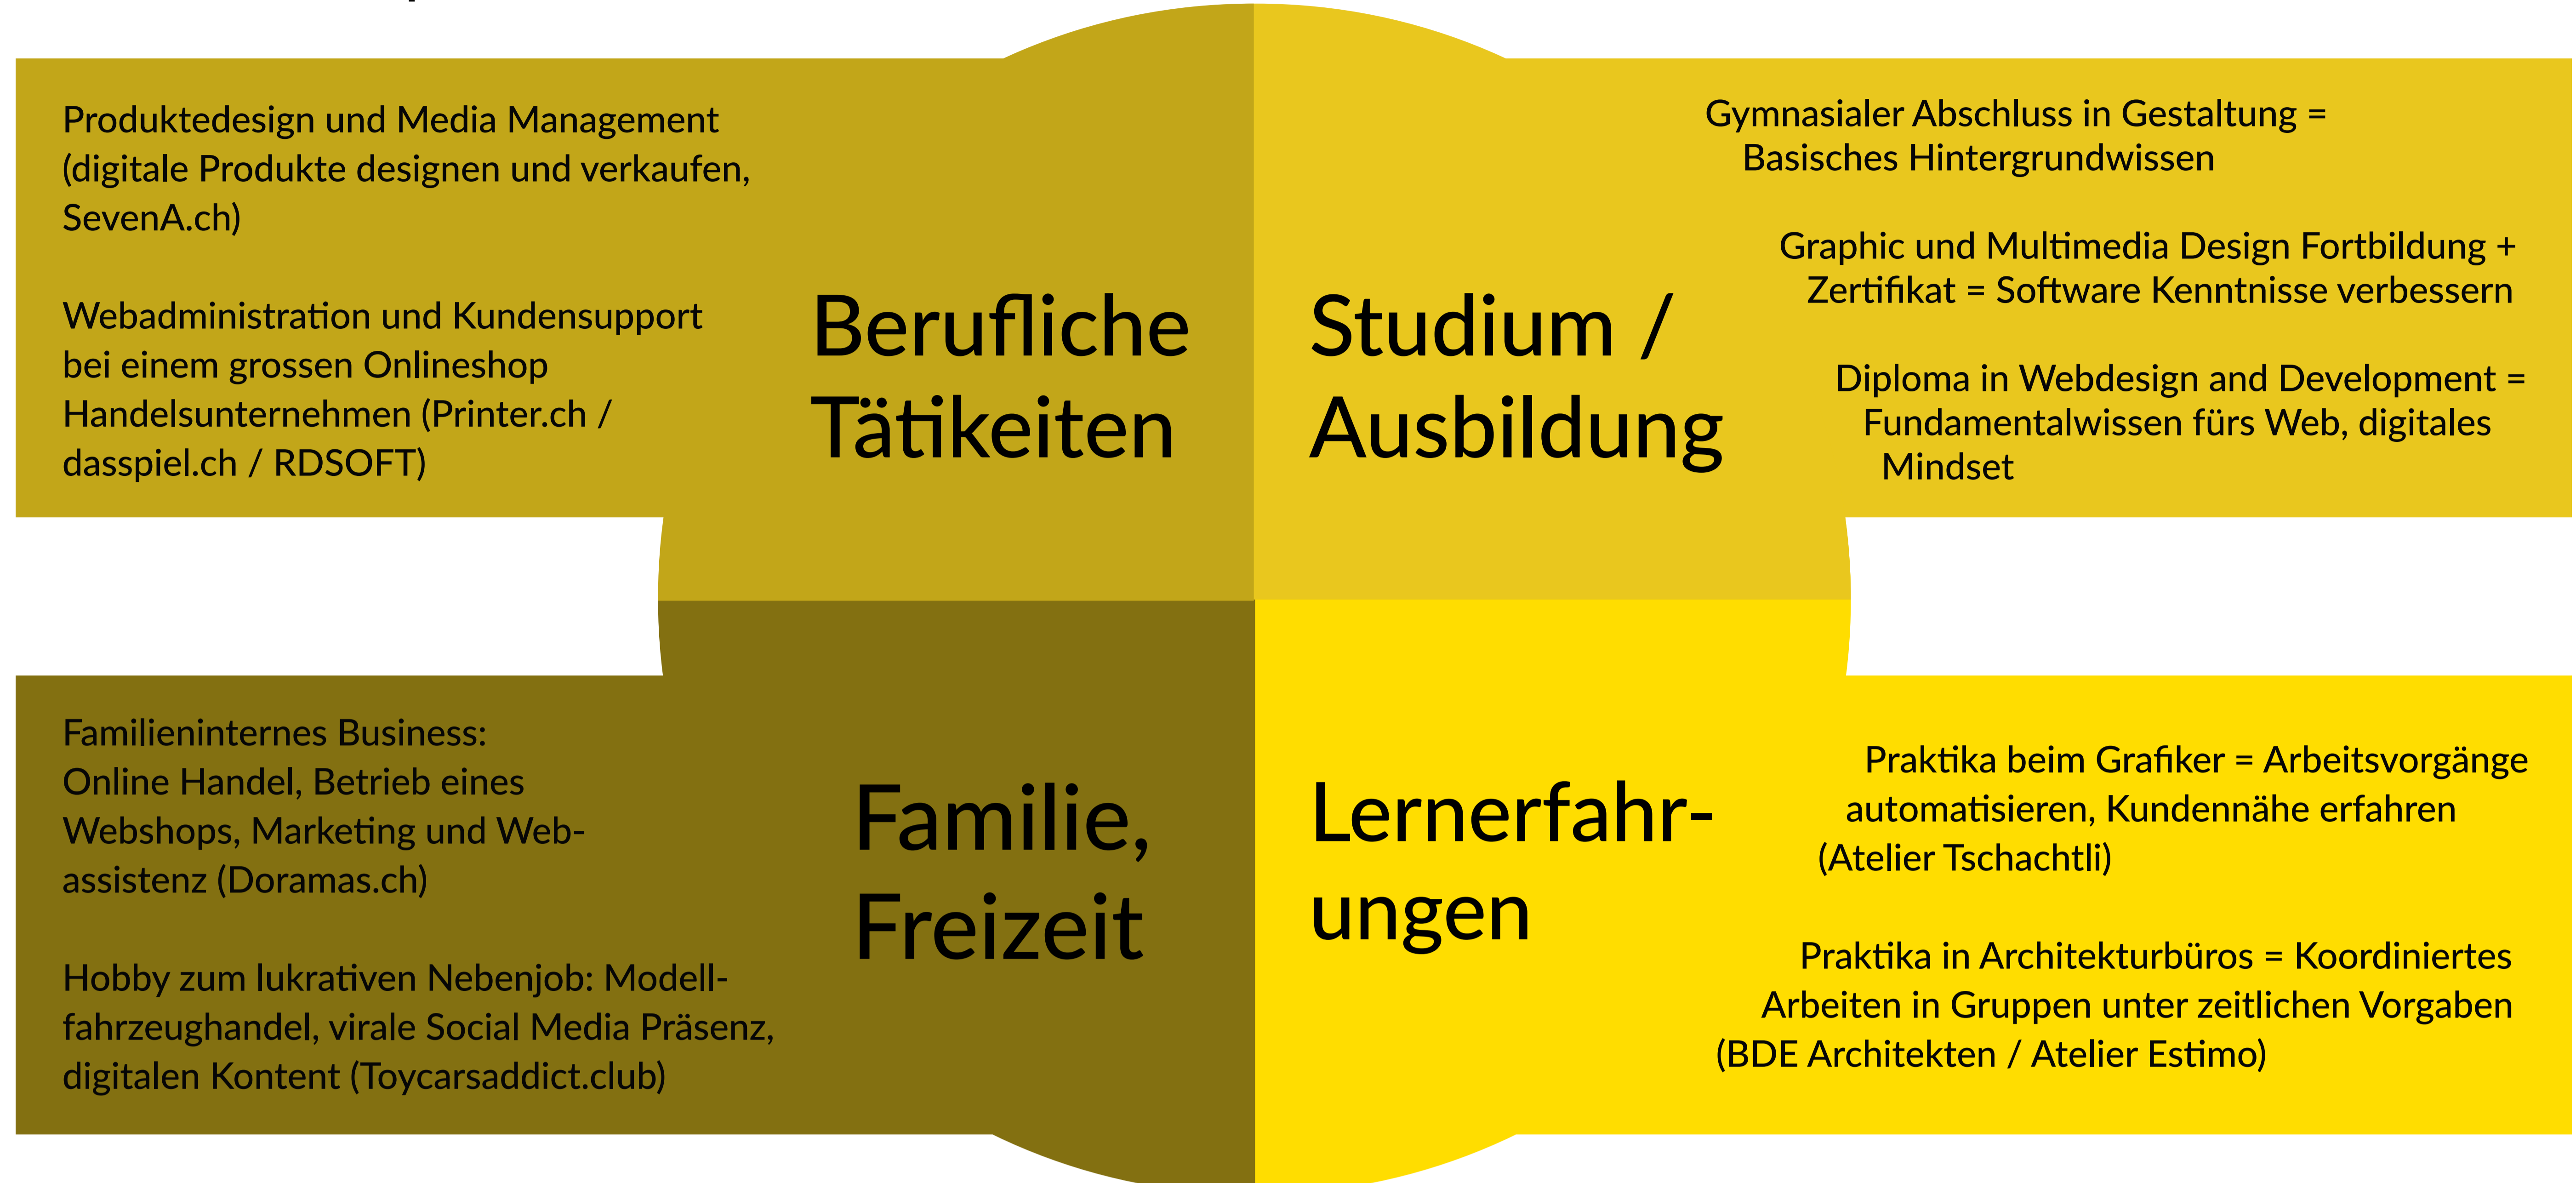 Produktedesign und Media Management
(digitale Produkte designen und verkaufen,
SevenA.ch)
Webadministration und Kundensupport
bei einem grossen Onlineshop
Handelsunternehmen (Printer.ch /
dasspiel.ch / RDSOFT)
Berufliche
Tätikeiten
Studium /
Ausbildung
Gymnasialer Abschluss in Gestaltung =
Basisches Hintergrundwissen
Graphic und Multimedia Design Fortbildung +
Zertifikat = Software Kenntnisse verbessern
Diploma in Webdesign and Development =
Fundamentalwissen fürs Web, digitales
Mindset
Familieninternes Business:
Online Handel, Betrieb eines
Webshops, Marketing und Web-
assistenz (Doramas.ch)
Hobby zum lukrativen Nebenjob: Modell-
fahrzeughandel, virale Social Media Präsenz,
digitalen Kontent (Toycarsaddict.club)
Familie,
Freizeit
Lernerfahr-
ungen
Praktika beim Grafiker = Arbeitsvorgänge
automatisieren, Kundennähe erfahren
(Atelier Tschachtli)
Praktika in Architekturbüros = Koordiniertes
Arbeiten in Gruppen unter zeitlichen Vorgaben
(BDE Architekten / Atelier Estimo)